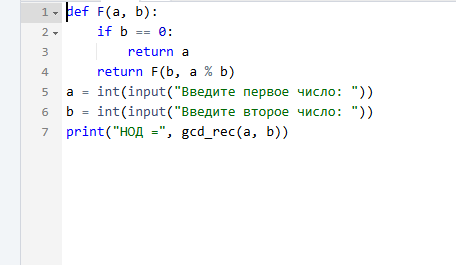 1 def F(a, b):
2 if b == 0:
3 return a
4 return F(b, a % b)
5 a = int(input("Введите первое число: "))
6 b = int(input("Введите второе число: "))
7 print("НОД =", gcd_rec(a, b))